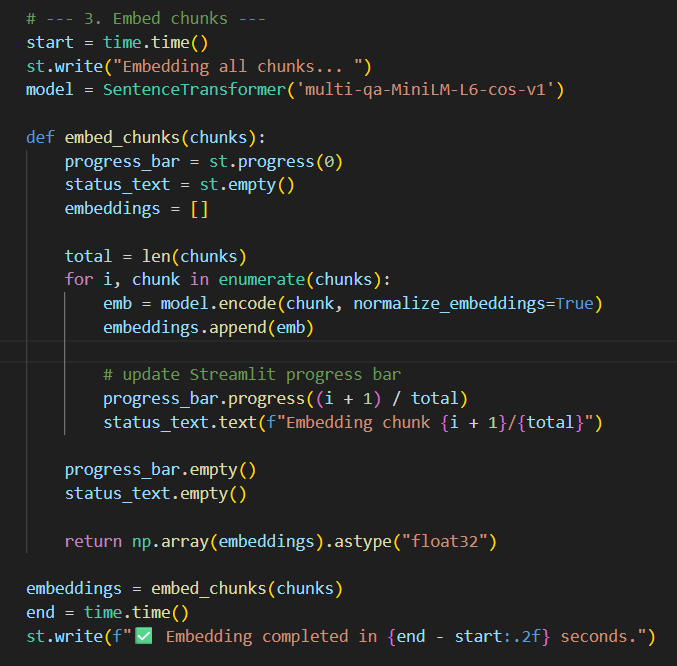 # --- 3. Embed chunks ---
start = time.time()
st.write("Embedding all chunks... ")
model = SentenceTransformer('multi-qa-MiniLM-L6-cos-v1')
def embed_chunks(chunks):
    progress_bar = st.progress(0)
    status_text = st.empty()
    embeddings = []
    total = len(chunks)
    for i, chunk in enumerate(chunks):
        emb = model.encode(chunk, normalize_embeddings=True)
        embeddings.append(emb)
        # update Streamlit progress bar
        progress_bar.progress((i + 1) / total)
        status_text.text(f"Embedding chunk {i + 1}/{total}")
    progress_bar.empty()
    status_text.empty()
    return np.array(embeddings).astype("float32")
embeddings = embed_chunks(chunks)
end = time.time()
st.write(f"✅ Embedding completed in {end - start:.2f} seconds.")